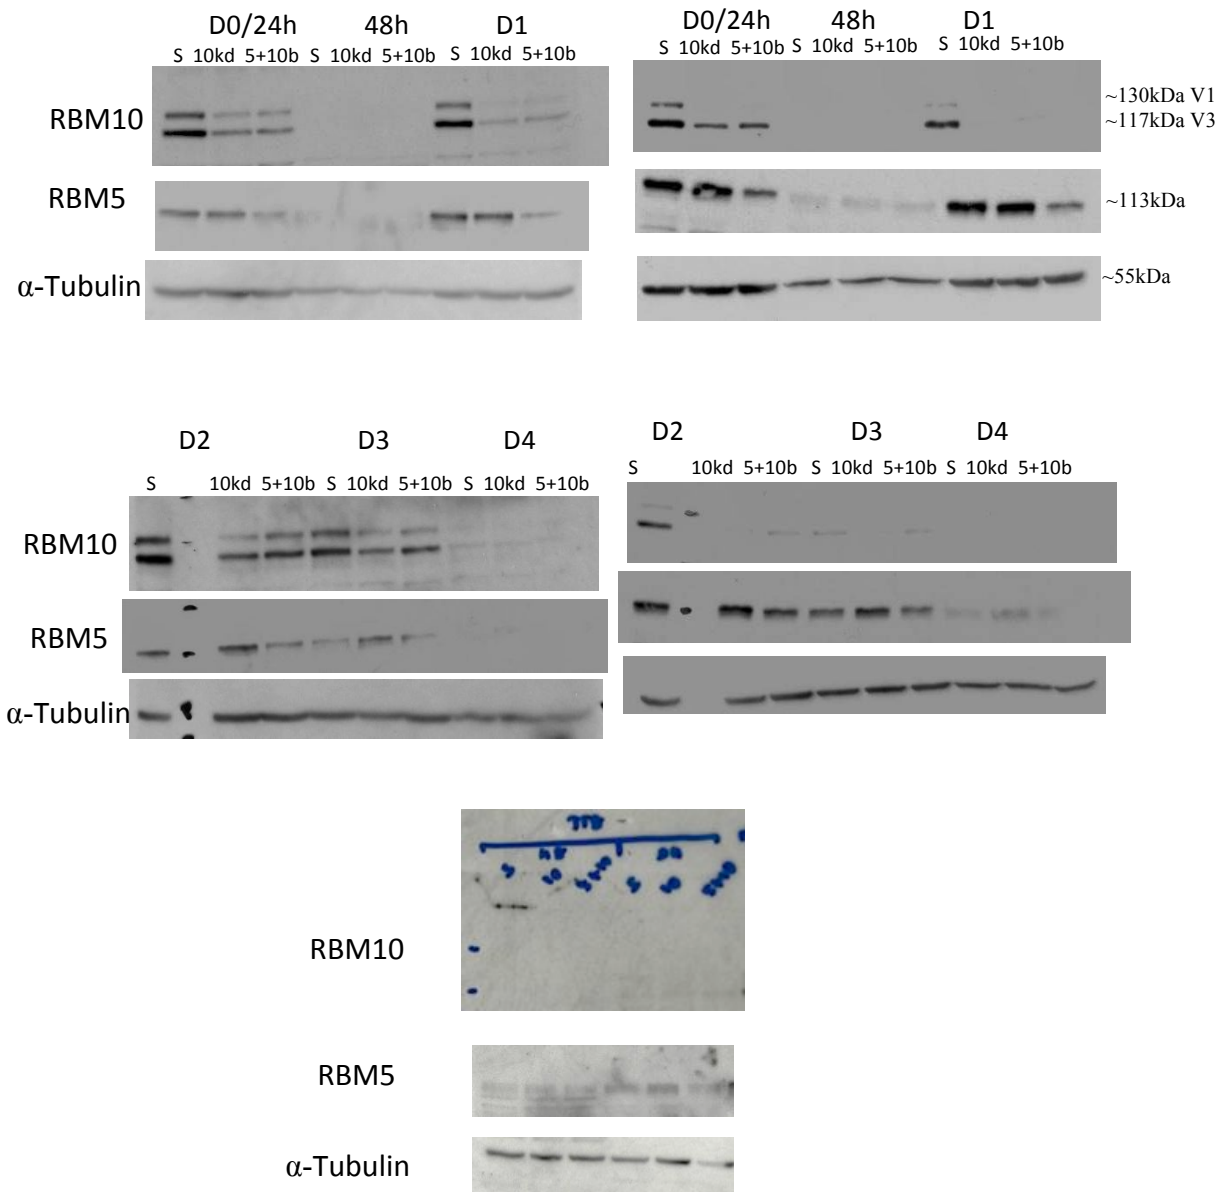 D0/24h 48h D1
S 10kd 5+10b S 10kd 5+10b S 10kd 5+10b
RBM10
RBM5
α-Tubulin
D0/24h 48h D1
S 10kd 5+10b S 10kd 5+10b S 10kd 5+10b
~130kDa V1
~117kDa V3
~113kDa
~55kDa
D2 D3 D4
S 10kd 5+10b S 10kd 5+10b S 10kd 5+10b
RBM10
RBM5
α-Tubulin
D2 D3 D4
S 10kd 5+10b S 10kd 5+10b S 10kd 5+10b
RBM10
RBM5
α-Tubulin